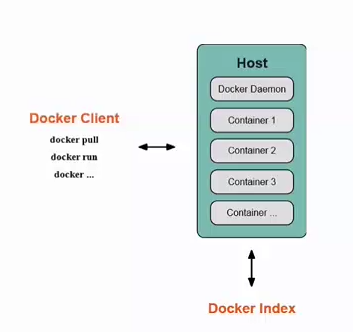 Docker Client
docker pull
docker run
docker ...
Host
Docker Daemon
Container 1
Container 2
Container 3
Container ...
Docker Index